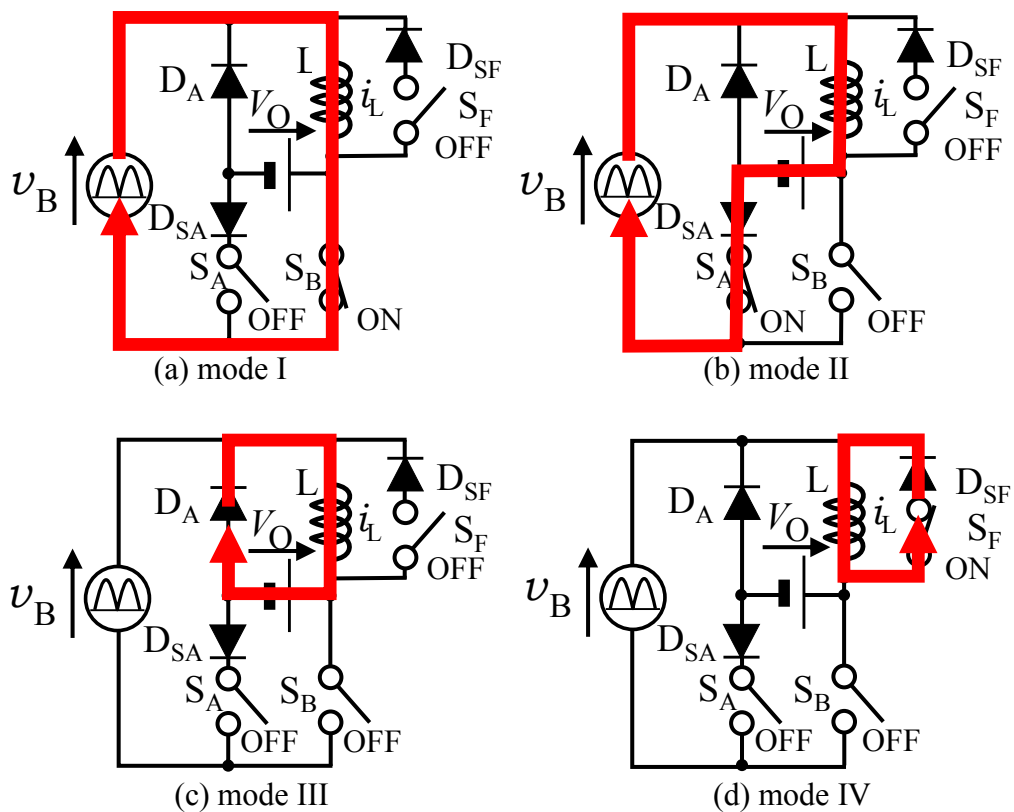 D_A
L
D_SF
V_O
i_L
S_F
OFF
v_B
D_SA
S_A
S_B
OFF
ON
(a) mode I
D_A
L
D_SF
V_O
i_L
S_F
OFF
v_B
D_SA
S_A
S_B
ON
OFF
(b) mode II
D_A
L
D_SF
V_O
i_L
S_F
OFF
v_B
D_SA
S_A
S_B
OFF
OFF
(c) mode III
D_A
L
D_SF
V_O
i_L
S_F
ON
v_B
D_SA
S_A
S_B
OFF
OFF
(d) mode IV